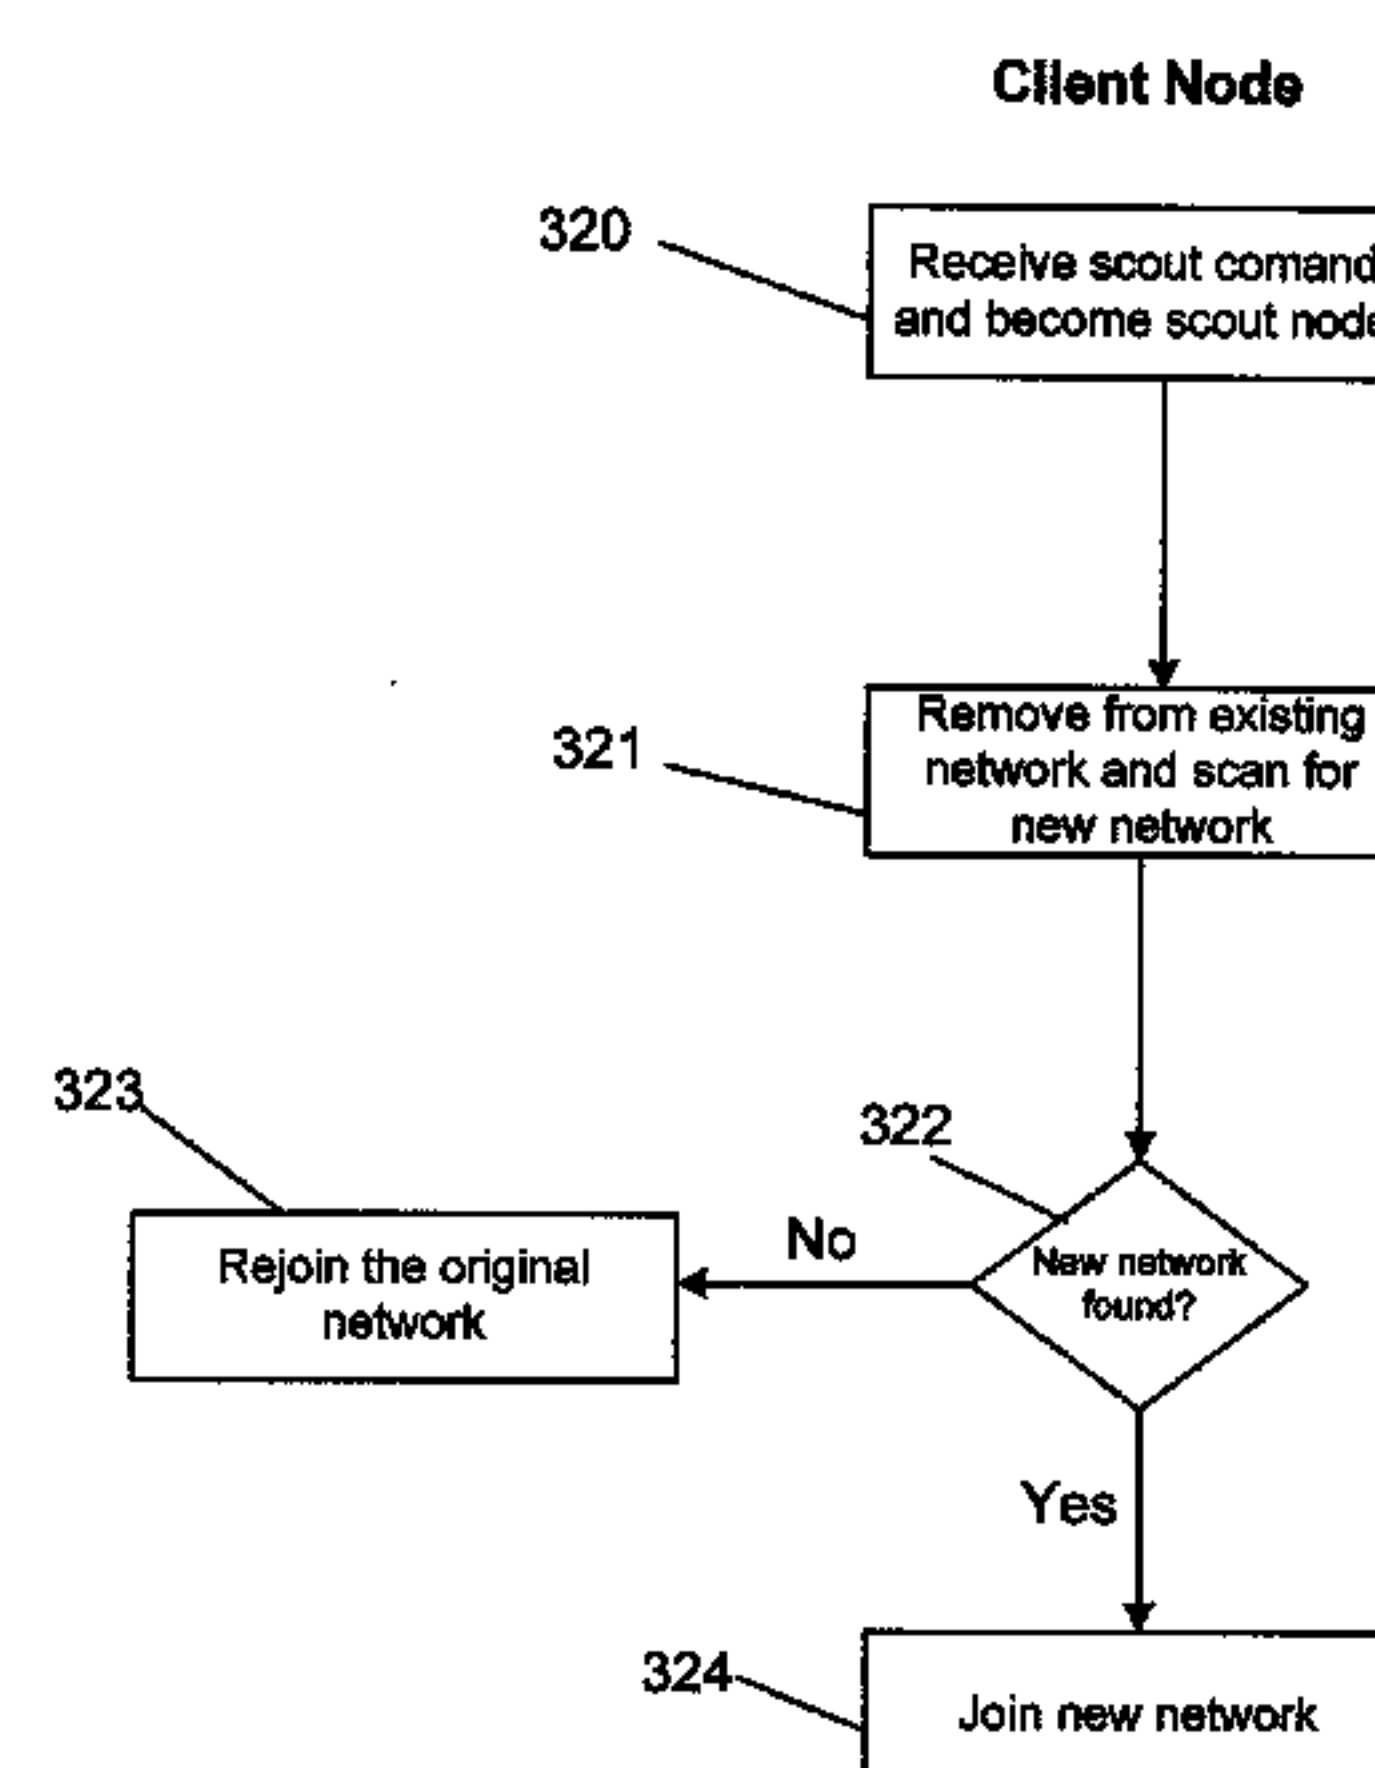 Client Node
320
Receive scout comand
and become scout node
321
Remove from existing
network and scan for
new network
323
322
No
New network
found?
Rejoin the original
network
Yes
324
Join new network